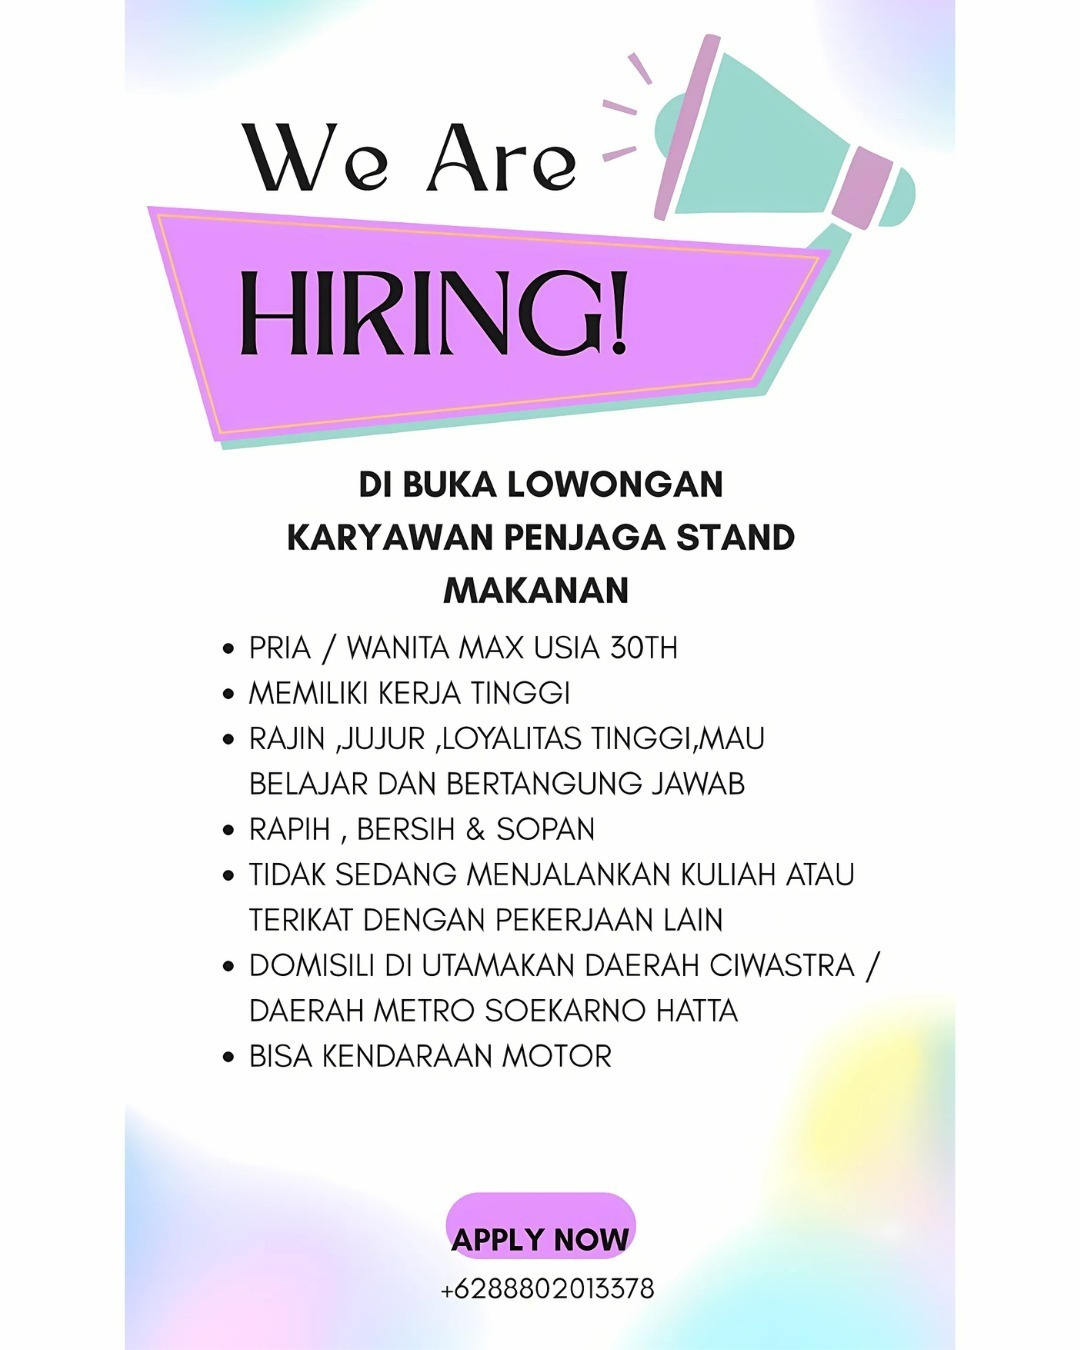 We Are
HIRING!
DI BUKA LOWONGAN
KARYAWAN PENJAGA STAND
MAKANAN
• PRIA / WANITA MAX USIA 30TH
• MEMILIKI KERJA TINGGI
• RAJIN ,JUJUR ,LOYALITAS TINGGI,MAU
BELAJAR DAN BERTANGUNG JAWAB
• RAPIH , BERSIH & SOPAN
• TIDAK SEDANG MENJALANKAN KULIAH ATAU
TERIKAT DENGAN PEKERJAAN LAIN
• DOMISILI DI UTAMAKAN DAERAH CIWASTRA /
DAERAH METRO SOEKARNO HATTA
• BISA KENDARAAN MOTOR
APPLY NOW
+6288802013378